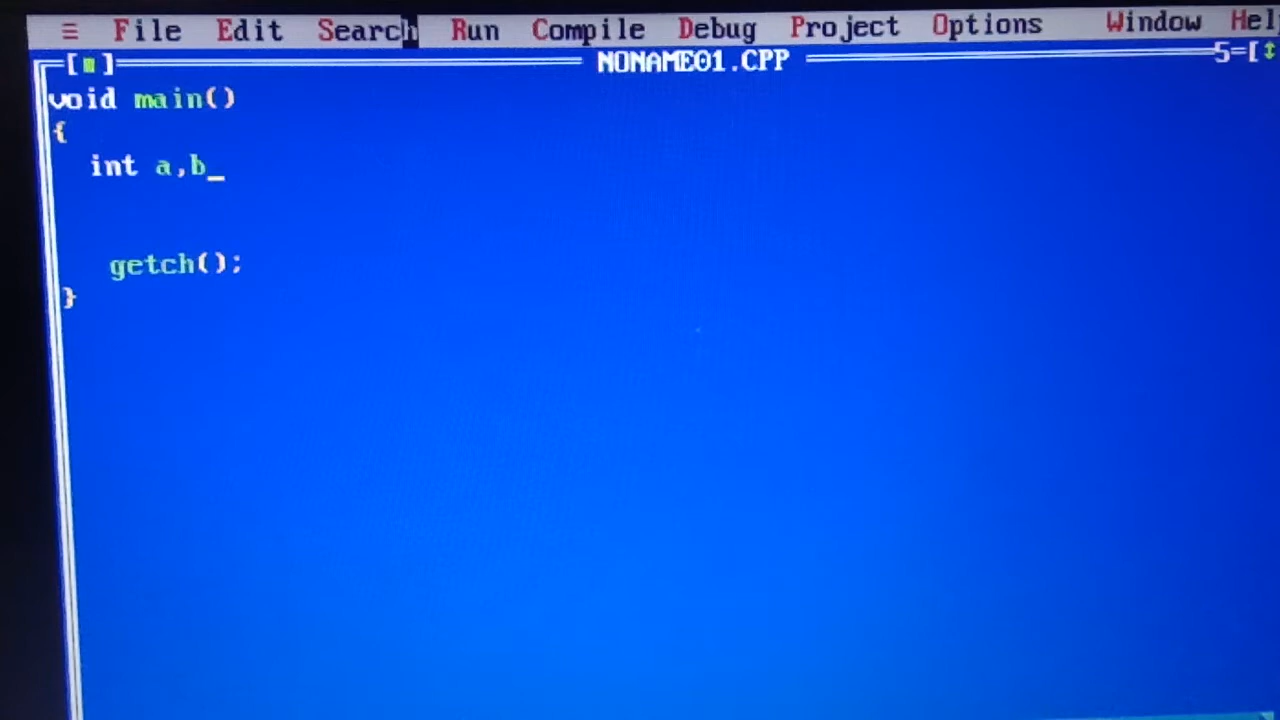 ≡ File Edit Search Run Compile Debug Project Options Window Hel
[■] NONAME01.CPP 5=[↕
void main()
{
int a,b_
getch();
}